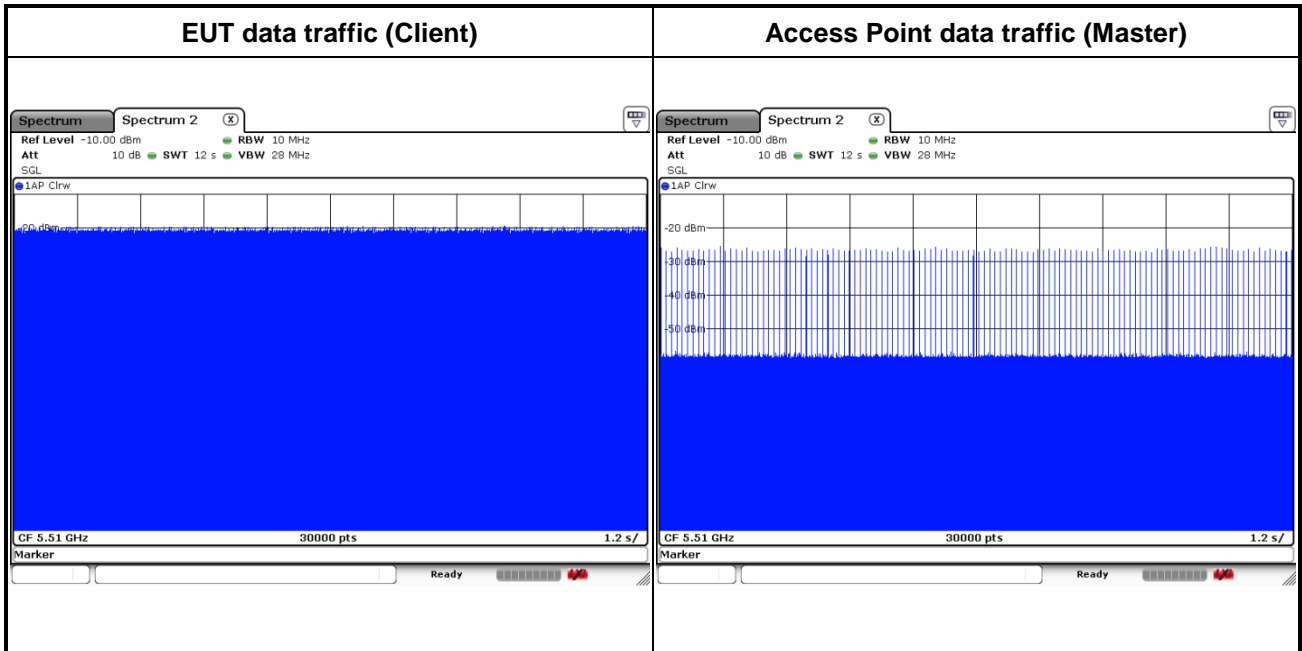 EUT data traffic (Client)
Spectrum Spectrum 2 X
Ref Level -10.00 dBm RBW 10 MHz
Att 10 dB SWT 12 s VBW 28 MHz
SGL
1AP Clrw
-20 dBm
CF 5.51 GHz 30000 pts 1.2 s/
Marker
Ready
Access Point data traffic (Master)
Spectrum Spectrum 2 X
Ref Level -10.00 dBm RBW 10 MHz
Att 10 dB SWT 12 s VBW 28 MHz
SGL
1AP Clrw
-20 dBm
-30 dBm
-40 dBm
-50 dBm
CF 5.51 GHz 30000 pts 1.2 s/
Marker
Ready